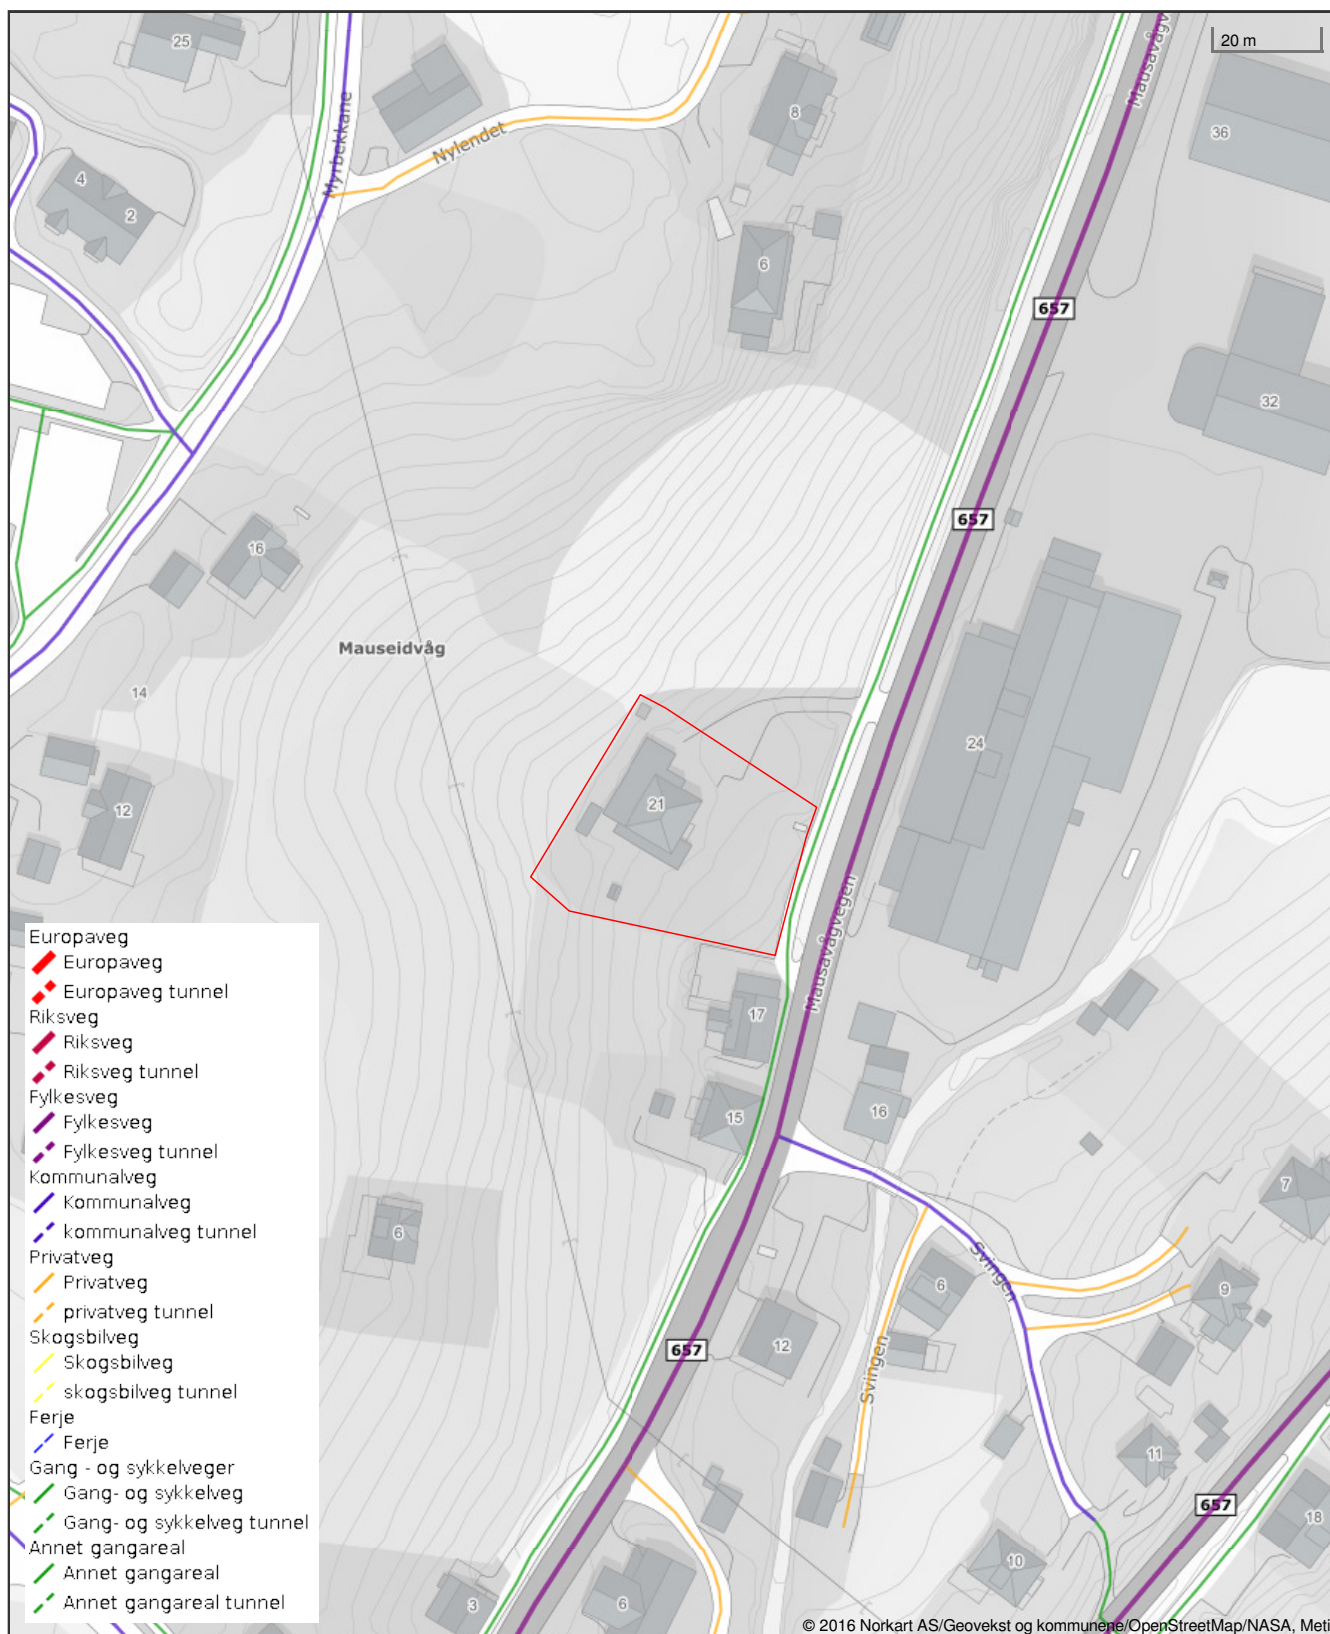 20 m
25
Myrbekkane
Nylendet
8
Mausavågv
36
4
2
6
657
32
657
16
Mauseidvåg
14
24
12
21
Mausavågvegen
17
15
16
7
6
Svingen
6
9
12
657
Svingen
11
657
18
10
3
6
Europaveg
Europaveg
Europaveg tunnel
Riksveg
Riksveg
Riksveg tunnel
Fylkesveg
Fylkesveg
Fylkesveg tunnel
Kommunalveg
Kommunalveg
kommunalveg tunnel
Privatveg
Privatveg
privatveg tunnel
Skogsbilveg
Skogsbilveg
skogsbilveg tunnel
Ferje
Ferje
Gang - og sykkelveger
Gang- og sykkelveg
Gang- og sykkelveg tunnel
Annet gangareal
Annet gangareal
Annet gangareal tunnel
© 2016 Norkart AS/Geovekst og kommunene/OpenStreetMap/NASA, Meti